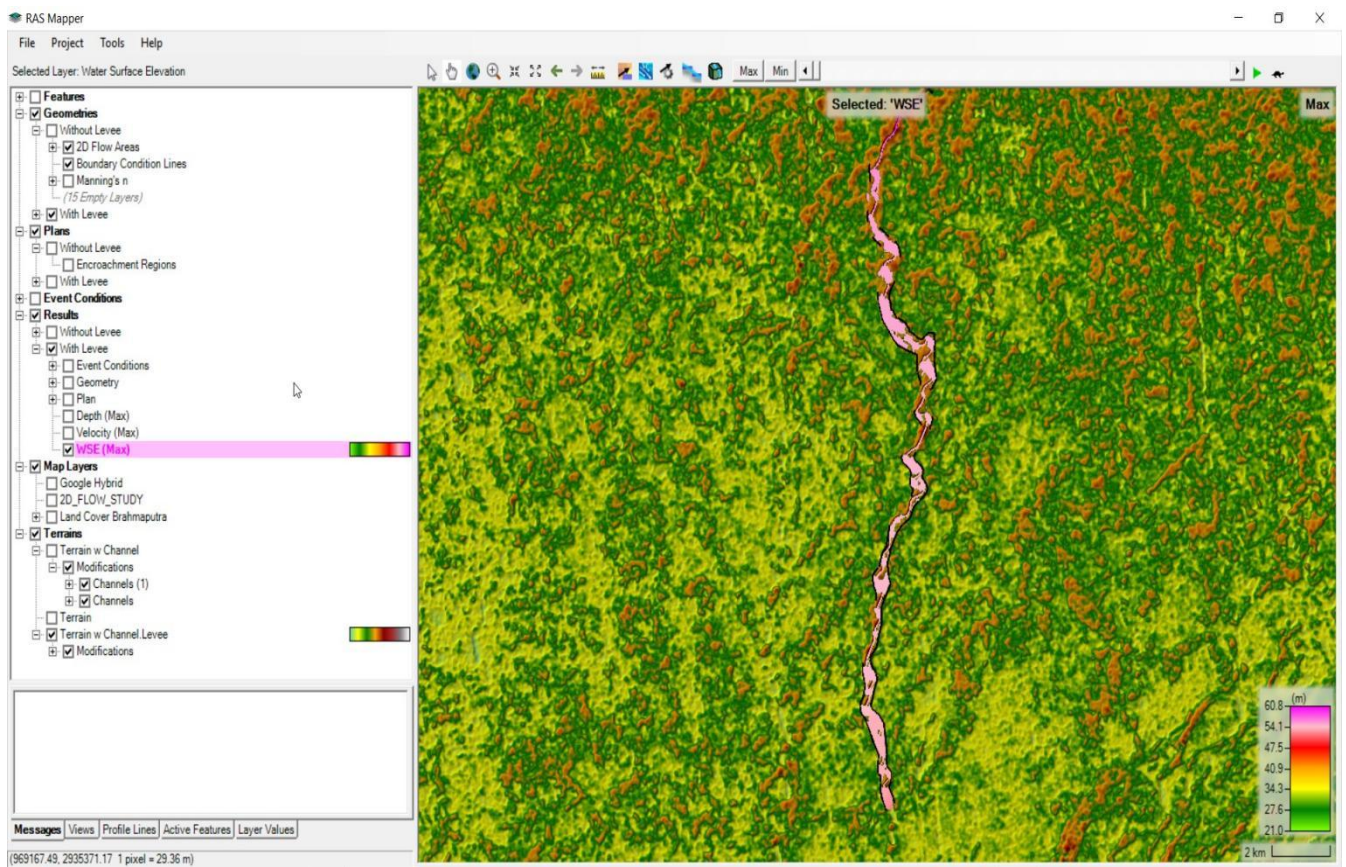 RAS Mapper
File Project Tools Help
Selected Layer: Water Surface Elevation
Max Min
Features
Geometries
Without Levee
2D Flow Areas
Boundary Condition Lines
Manning's n
(15 Empty Layers)
With Levee
Plans
Without Levee
Encroachment Regions
With Levee
Event Conditions
Results
Without Levee
With Levee
Event Conditions
Geometry
Plan
Depth (Max)
Velocity (Max)
WSE (Max)
Map Layers
Google Hybrid
2D_FLOW_STUDY
Land Cover Brahmaputra
Terrains
Terrain w Channel
Modifications
Channels (1)
Channels
Terrain
Terrain w Channel.Levee
Modifications
Messages Views Profile Lines Active Features Layer Values
(969167.49, 2935371.17 1 pixel = 29.36 m)
Selected: 'WSE'
Max
(m)
60.8
54.1
47.5
40.9
34.3
27.6
21.0
2 km